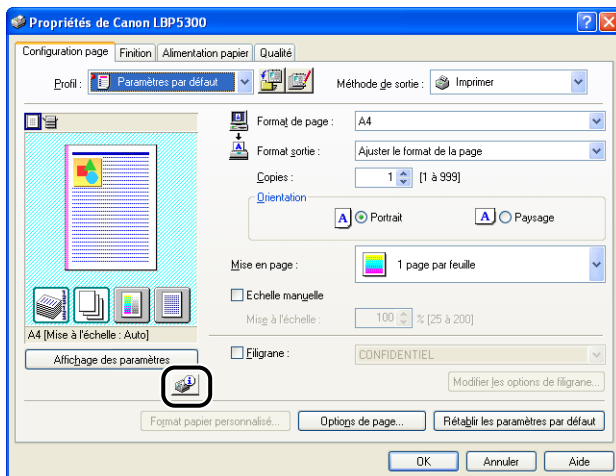 Propriétés de Canon LBP5300
Configuration page Finition Alimentation papier Qualité
Profil : Paramètres par défaut Méthode de sortie : Imprimer
Format de page : A4
Format sortie : Ajuster le format de la page
Copies : 1 [1 à 999]
Orientation
A Portrait A Paysage
Mise en page : 1 page par feuille
Echelle manuelle
Mise à l'échelle : 100 % [25 à 200]
A4 [Mise à l'échelle : Auto]
Affichage des paramètres
Filigrane : CONFIDENTIEL
Modifier les options de filigrane...
Format papier personnalisé... Options de page... Rétablir les paramètres par défaut
OK Annuler Aide